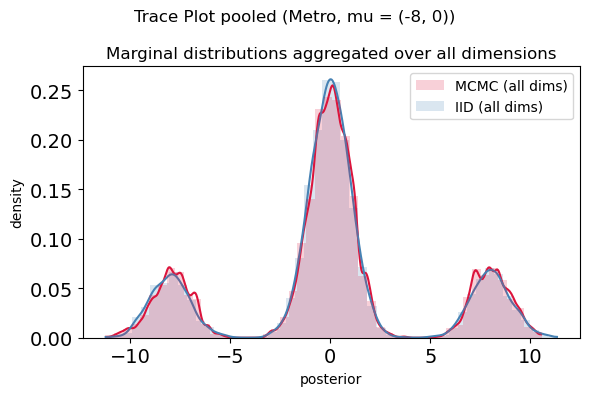 Trace Plot pooled (Metro, mu = (-8, 0))
Marginal distributions aggregated over all dimensions
MCMC (all dims)
IID (all dims)
density
0.25
0.20
0.15
0.10
0.05
0.00
−10
−5
0
5
10
posterior